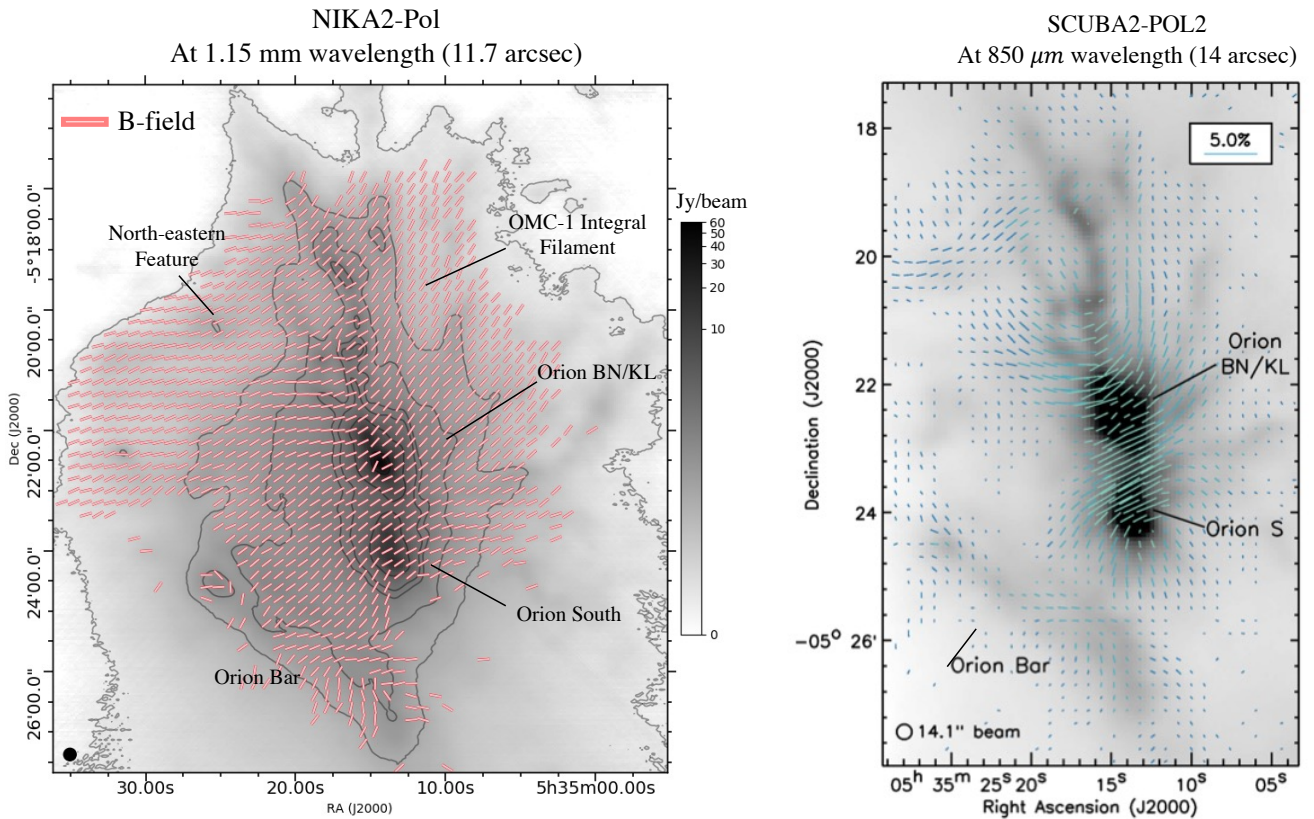 NIKA2-Pol
At 1.15 mm wavelength (11.7 arcsec)
B-field
North-eastern
Feature
OMC-1 Integral
Filament
Orion BN/KL
Orion South
Orion Bar
Jy/beam
60
50
40
30
20
10
0
-5°18'00.0"
20'00.0"
22'00.0"
24'00.0"
26'00.0"
Dec (J2000)
30.00s
20.00s
10.00s
5h35m00.00s
RA (J2000)
SCUBA2-POL2
At 850 μm wavelength (14 arcsec)
5.0%
Orion
BN/KL
Orion S
Orion Bar
14.1" beam
18
20
22
24
-05° 26'
Declination (J2000)
05h 35m 25s 20s 15s 10s 05s
Right Ascension (J2000)